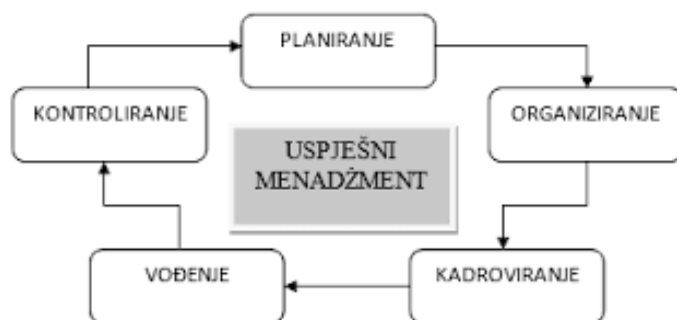 PLANIRANJE
KONTROLIRANJE
ORGANIZIRANJE
USPJEŠNI
MENADŽMENT
VOĐENJE
KADROVIRANJE